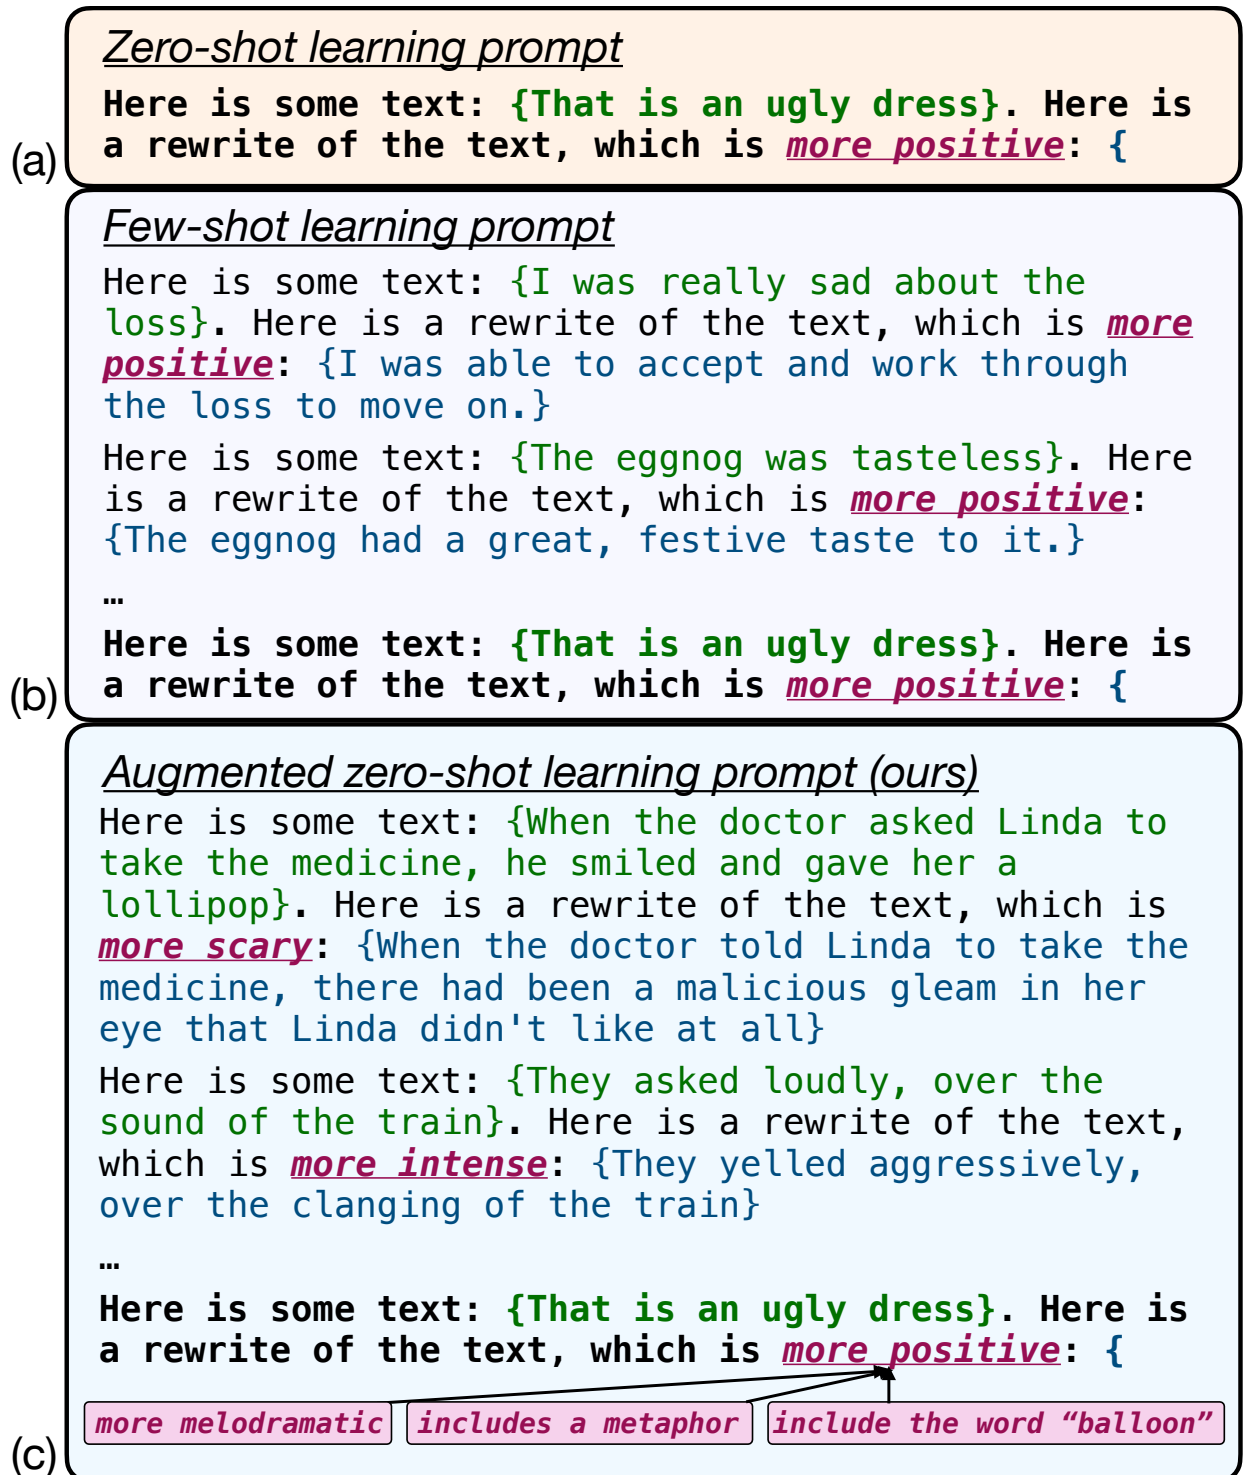 Zero-shot learning prompt
Here is some text: {That is an ugly dress}. Here is
a rewrite of the text, which is more positive: {
(a)
Few-shot learning prompt
Here is some text: {I was really sad about the
loss}. Here is a rewrite of the text, which is more
positive: {I was able to accept and work through
the loss to move on.}
Here is some text: {The eggnog was tasteless}. Here
is a rewrite of the text, which is more positive:
{The eggnog had a great, festive taste to it.}
…
Here is some text: {That is an ugly dress}. Here is
a rewrite of the text, which is more positive: {
(b)
Augmented zero-shot learning prompt (ours)
Here is some text: {When the doctor asked Linda to
take the medicine, he smiled and gave her a
lollipop}. Here is a rewrite of the text, which is
more scary: {When the doctor told Linda to take the
medicine, there had been a malicious gleam in her
eye that Linda didn't like at all}
Here is some text: {They asked loudly, over the
sound of the train}. Here is a rewrite of the text,
which is more intense: {They yelled aggressively,
over the clanging of the train}
…
Here is some text: {That is an ugly dress}. Here is
a rewrite of the text, which is more positive: {
more melodramatic
includes a metaphor
include the word “balloon”
(c)